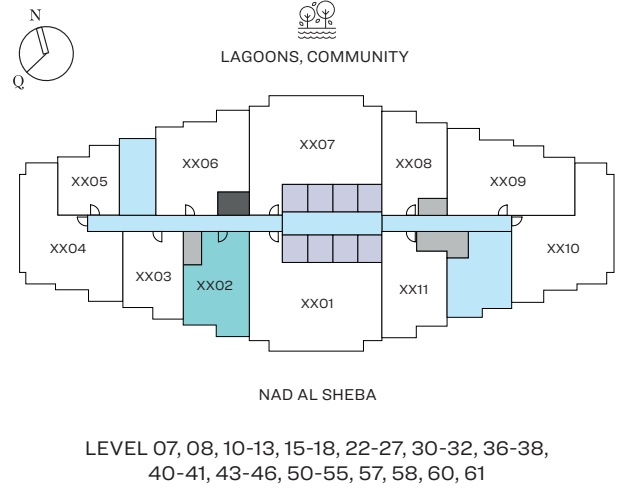 N
Q
LAGOONS, COMMUNITY
XX07
XX06
XX08
XX05
XX09
XX04
XX10
XX03
XX02
XX11
XX01
NAD AL SHEBA
LEVEL 07, 08, 10-13, 15-18, 22-27, 30-32, 36-38,
40-41, 43-46, 50-55, 57, 58, 60, 61